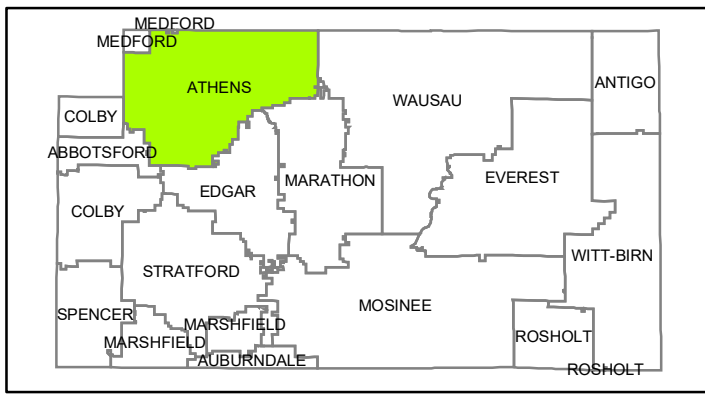 MEDFORD
MEDFORD
ATHENS
ANTIGO
WAUSAU
COLBY
ABBOTSFORD
EDGAR
MARATHON
EVEREST
COLBY
WITT-BIRN
STRATFORD
MOSINEE
SPENCER
MARSHFIELD
ROSHOLT
MARSHFIELD
AUBURNDALE
ROSHOLT